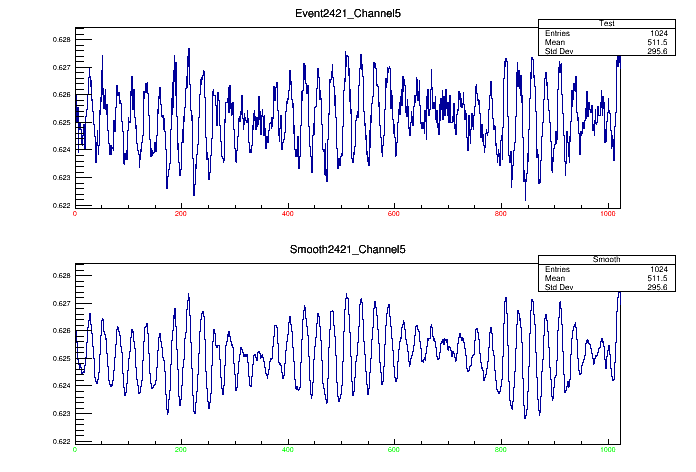 Event2421_Channel5
Test
Entries 1024
Mean 511.5
Std Dev 295.6
0.628
0.627
0.626
0.625
0.624
0.623
0.622
0 200 400 600 800 1000
Smooth2421_Channel5
Smooth
Entries 1024
Mean 511.5
Std Dev 295.6
0.628
0.627
0.626
0.625
0.624
0.623
0.622
0 200 400 600 800 1000